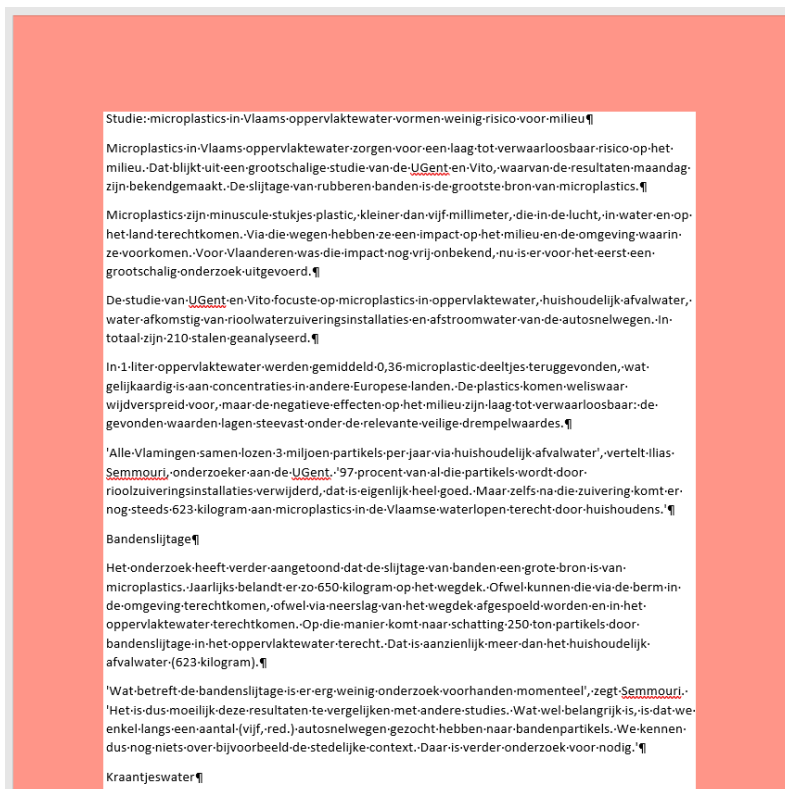 Studie: microplastics in Vlaams oppervlaktewater vormen weinig risico voor milieu¶
Microplastics in Vlaams oppervlaktewater zorgen voor een laag tot verwaarloosbaar risico op het
milieu. Dat blijkt uit een grootschalige studie van de UGent en Vito, waarvan de resultaten maandag
zijn bekendgemaakt. De slijtage van rubberen banden is de grootste bron van microplastics.¶
Microplastics zijn minuscule stukjes plastic, kleiner dan vijf millimeter, die in de lucht, in water en op
het land terechtkomen. Via die wegen hebben ze een impact op het milieu en de omgeving waarin
ze voorkomen. Voor Vlaanderen was die impact nog vrij onbekend, nu is er voor het eerst een
grootschalig onderzoek uitgevoerd.¶
De studie van UGent en Vito focuste op microplastics in oppervlaktewater, huishoudelijk afvalwater,
water afkomstig van rioolwaterzuiveringsinstallaties en afstroomwater van de autosnelwegen. In
totaal zijn 210 stalen geanalyseerd.¶
In 1 liter oppervlaktewater werden gemiddeld 0,36 microplastic deeltjes teruggevonden, wat
gelijkaardig is aan concentraties in andere Europese landen. De plastics komen weliswaar
wijdverspreid voor, maar de negatieve effecten op het milieu zijn laag tot verwaarloosbaar: de
gevonden waarden lagen steevast onder de relevante veilige drempelwaardes.¶
'Alle Vlamingen samen lozen 3 miljoen partikels per jaar via huishoudelijk afvalwater', vertelt Ilias
Semmouri, onderzoeker aan de UGent. '97 procent van al die partikels wordt door
rioolzuiveringsinstallaties verwijderd, dat is eigenlijk heel goed. Maar zelfs na die zuivering komt er
nog steeds 623 kilogram aan microplastics in de Vlaamse waterlopen terecht door huishoudens.'¶
Bandenslijtage¶
Het onderzoek heeft verder aangetoond dat de slijtage van banden een grote bron is van
microplastics. Jaarlijks belandt er zo 650 kilogram op het wegdek. Ofwel kunnen die via de berm in
de omgeving terechtkomen, ofwel via neerslag van het wegdek afgespoeld worden en in het
oppervlaktewater terechtkomen. Op die manier komt naar schatting 250 ton partikels door
bandenslijtage in het oppervlaktewater terecht. Dat is aanzienlijk meer dan het huishoudelijk
afvalwater (623 kilogram).¶
'Wat betreft de bandenslijtage is er erg weinig onderzoek voorhanden momenteel', zegt Semmouri.
'Het is dus moeilijk deze resultaten te vergelijken met andere studies. Wat wel belangrijk is, is dat we
enkel langs een aantal (vijf, red.) autosnelwegen gezocht hebben naar bandenpartikels. We kennen
dus nog niets over bijvoorbeeld de stedelijke context. Daar is verder onderzoek voor nodig.'¶
Kraantjeswater¶